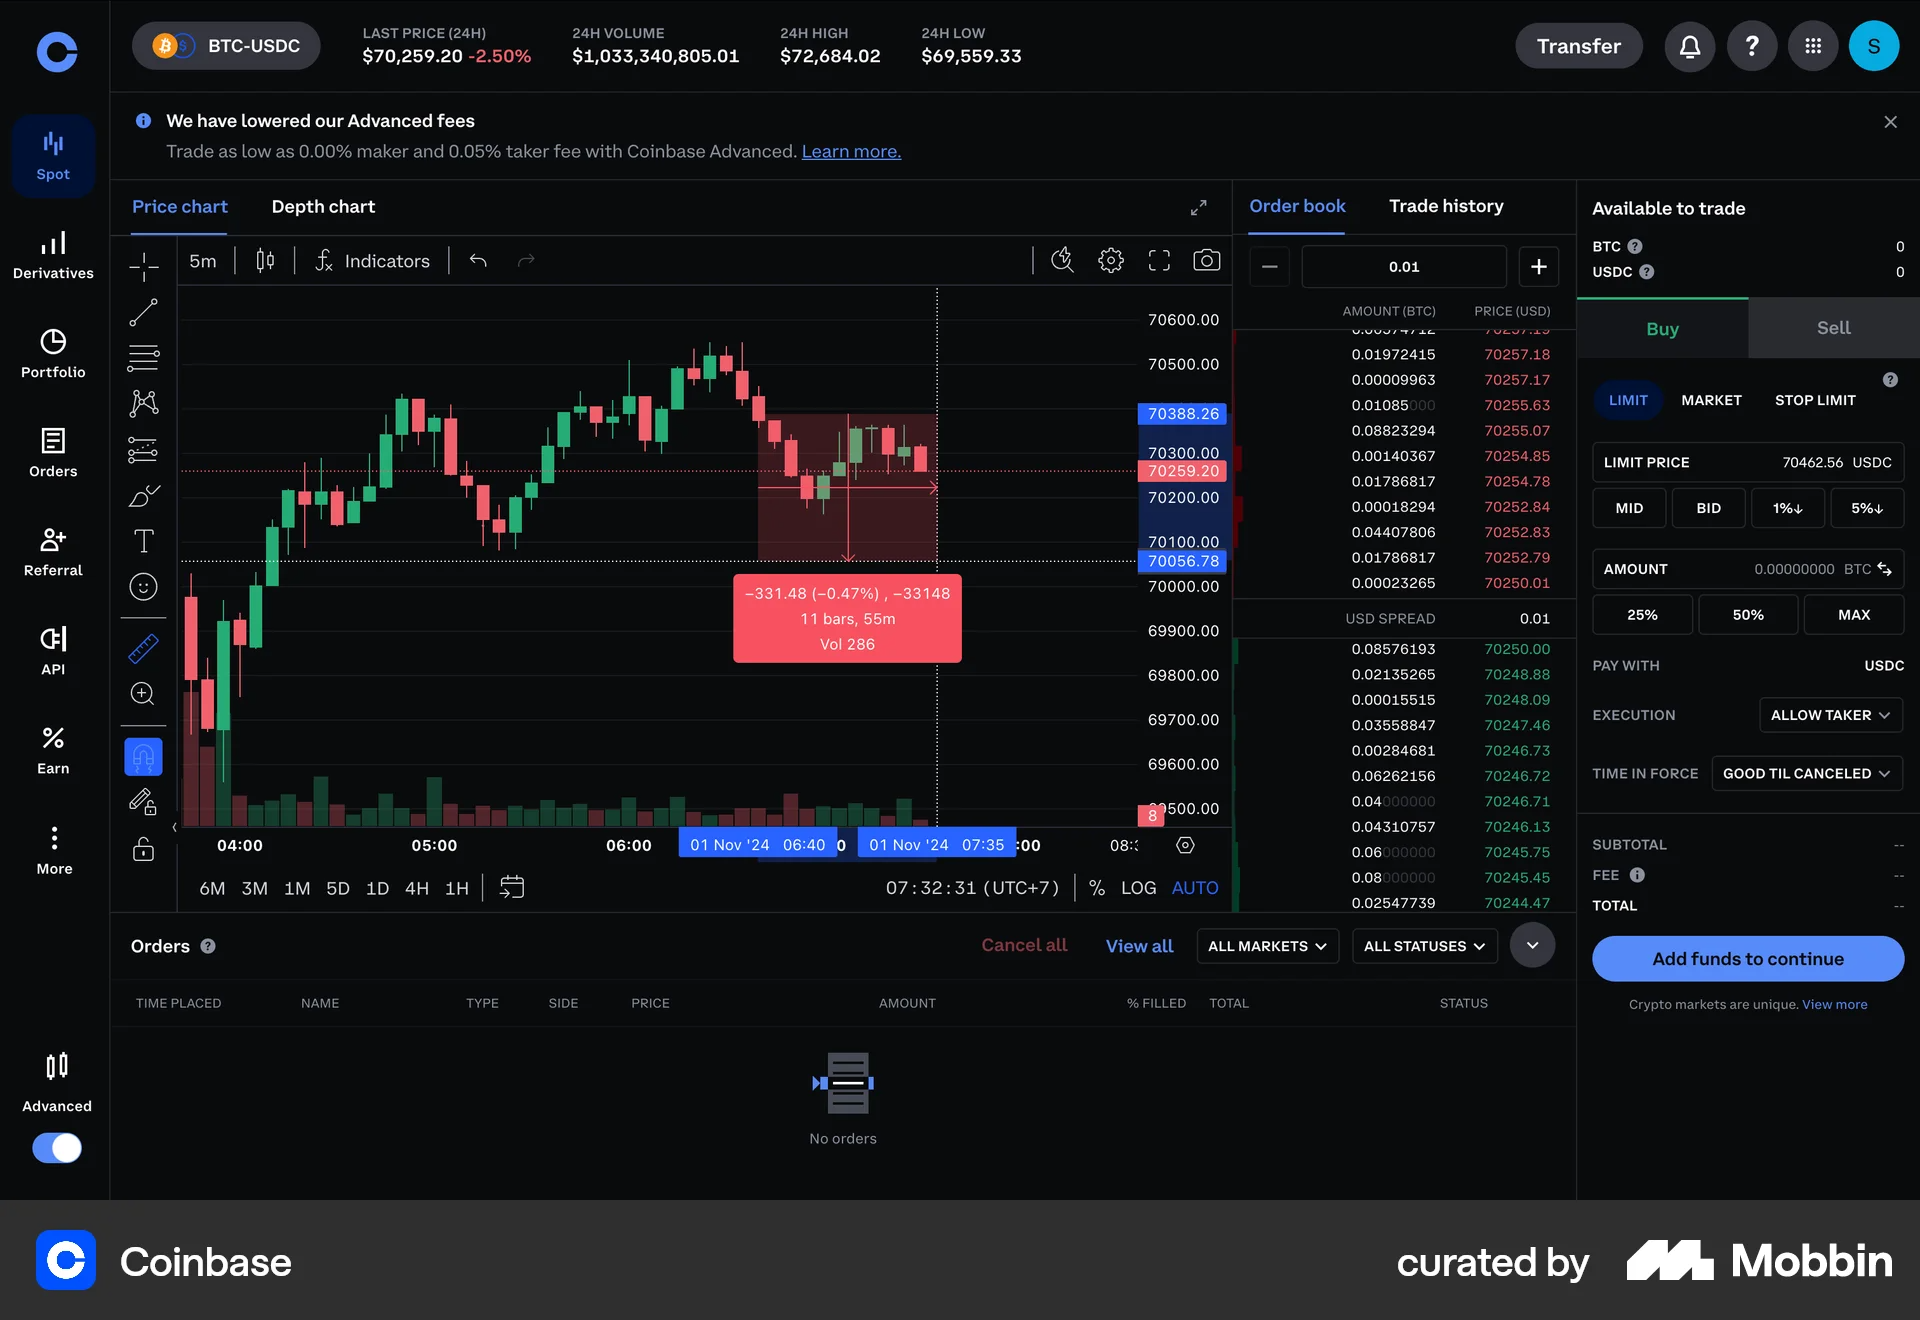 BTC-USDC
LAST PRICE (24H)
$70,259.20 -2.50%
24H VOLUME
$1,033,340,805.01
24H HIGH
$72,684.02
24H LOW
$69,559.33
Transfer
?
S
We have lowered our Advanced fees
Trade as low as 0.00% maker and 0.05% taker fee with Coinbase Advanced. Learn more.
Spot
Derivatives
Portfolio
Orders
Referral
API
Earn
More
Advanced
Price chart
Depth chart
5m
Indicators
70600.00
70500.00
70388.26
70300.00
70259.20
70200.00
70100.00
70056.78
70000.00
69900.00
69800.00
69700.00
69600.00
9500.00
8
−331.48 (−0.47%) , −33148
11 bars, 55m
Vol 286
04:00
05:00
06:00
01 Nov '24 06:40
0
01 Nov '24 07:35
:00
08:
6M 3M 1M 5D 1D 4H 1H
07:32:31 (UTC+7)
% LOG AUTO
Order book
Trade history
0.01
AMOUNT (BTC) PRICE (USD)
0.01972415 70257.18
0.00009963 70257.17
0.01085000 70255.63
0.08823294 70255.07
0.00140367 70254.85
0.01786817 70254.78
0.00018294 70252.84
0.04407806 70252.83
0.01786817 70252.79
0.00023265 70250.01
USD SPREAD 0.01
0.08576193 70250.00
0.02135265 70248.88
0.00015515 70248.09
0.03558847 70247.46
0.00284681 70246.73
0.06262156 70246.72
0.04000000 70246.71
0.04310757 70246.13
0.06000000 70245.75
0.08000000 70245.45
0.02547739 70244.47
Available to trade
BTC ? 0
USDC ? 0
Buy
Sell
?
LIMIT
MARKET
STOP LIMIT
LIMIT PRICE 70462.56 USDC
MID
BID
1%↓
5%↓
AMOUNT 0.00000000 BTC
25%
50%
MAX
PAY WITH USDC
EXECUTION ALLOW TAKER
TIME IN FORCE GOOD TIL CANCELED
SUBTOTAL --
FEE --
TOTAL --
Add funds to continue
Crypto markets are unique. View more
Orders ?
Cancel all
View all
ALL MARKETS
ALL STATUSES
TIME PLACED NAME TYPE SIDE PRICE AMOUNT % FILLED TOTAL STATUS
No orders
Coinbase
curated by
Mobbin